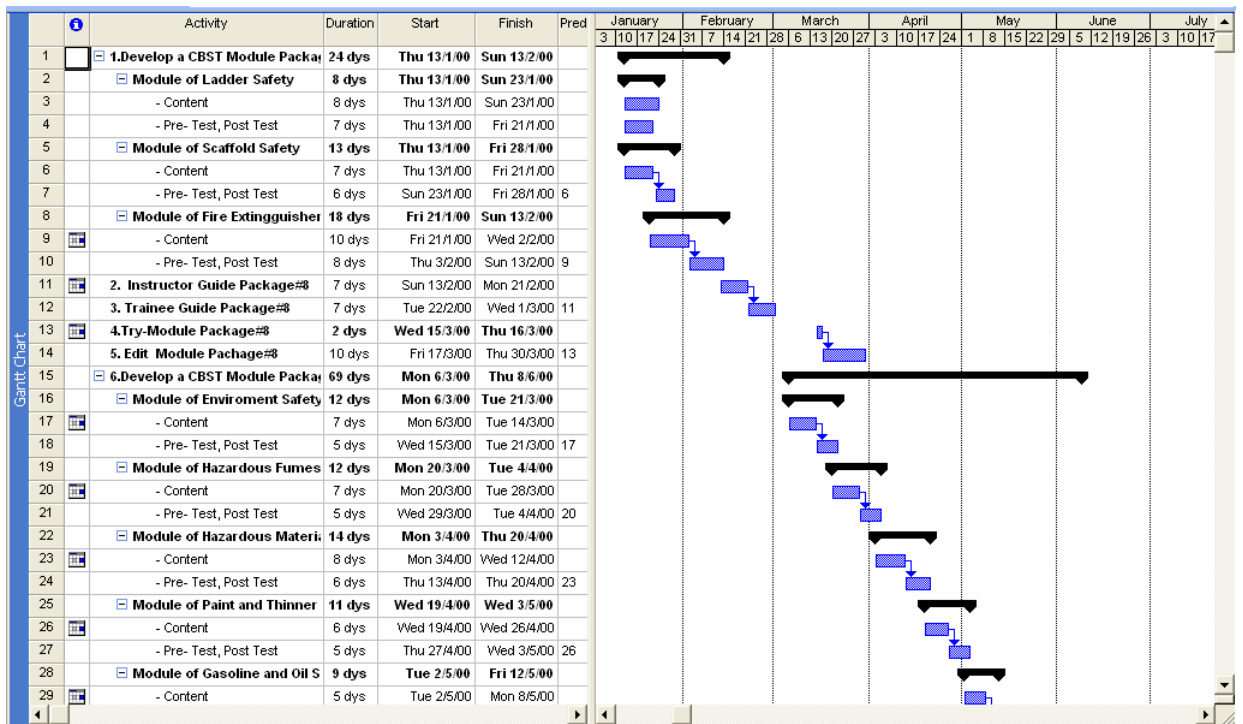 Activity Duration Start Finish Pred January February March April May June July
3 10 17 24 31 7 14 21 28 6 13 20 27 3 10 17 24 1 8 15 22 29 5 12 19 26 3 10 17
1 1.Develop a CBST Module Packag 24 dys Thu 13/1/00 Sun 13/2/00
2 Module of Ladder Safety 8 dys Thu 13/1/00 Sun 23/1/00
3 - Content 8 dys Thu 13/1/00 Sun 23/1/00
4 - Pre- Test, Post Test 7 dys Thu 13/1/00 Fri 21/1/00
5 Module of Scaffold Safety 13 dys Thu 13/1/00 Fri 28/1/00
6 - Content 7 dys Thu 13/1/00 Fri 21/1/00
7 - Pre- Test, Post Test 6 dys Sun 23/1/00 Fri 28/1/00 6
8 Module of Fire Extingguisher 18 dys Fri 21/1/00 Sun 13/2/00
9 - Content 10 dys Fri 21/1/00 Wed 2/2/00
10 - Pre- Test, Post Test 8 dys Thu 3/2/00 Sun 13/2/00 9
11 2. Instructor Guide Package#8 7 dys Sun 13/2/00 Mon 21/2/00
12 3. Trainee Guide Package#8 7 dys Tue 22/2/00 Wed 1/3/00 11
13 4.Try-Module Package#8 2 dys Wed 15/3/00 Thu 16/3/00
14 5. Edit Module Pachage#8 10 dys Fri 17/3/00 Thu 30/3/00 13
15 6.Develop a CBST Module Packag 69 dys Mon 6/3/00 Thu 8/6/00
16 Module of Enviroment Safety 12 dys Mon 6/3/00 Tue 21/3/00
17 - Content 7 dys Mon 6/3/00 Tue 14/3/00
18 - Pre- Test, Post Test 5 dys Wed 15/3/00 Tue 21/3/00 17
19 Module of Hazardous Fumes 12 dys Mon 20/3/00 Tue 4/4/00
20 - Content 7 dys Mon 20/3/00 Tue 28/3/00
21 - Pre- Test, Post Test 5 dys Wed 29/3/00 Tue 4/4/00 20
22 Module of Hazardous Materia 14 dys Mon 3/4/00 Thu 20/4/00
23 - Content 8 dys Mon 3/4/00 Wed 12/4/00
24 - Pre- Test, Post Test 6 dys Thu 13/4/00 Thu 20/4/00 23
25 Module of Paint and Thinner 11 dys Wed 19/4/00 Wed 3/5/00
26 - Content 6 dys Wed 19/4/00 Wed 26/4/00
27 - Pre- Test, Post Test 5 dys Thu 27/4/00 Wed 3/5/00 26
28 Module of Gasoline and Oil S 9 dys Tue 2/5/00 Fri 12/5/00
29 - Content 5 dys Tue 2/5/00 Mon 8/5/00
Gantt Chart